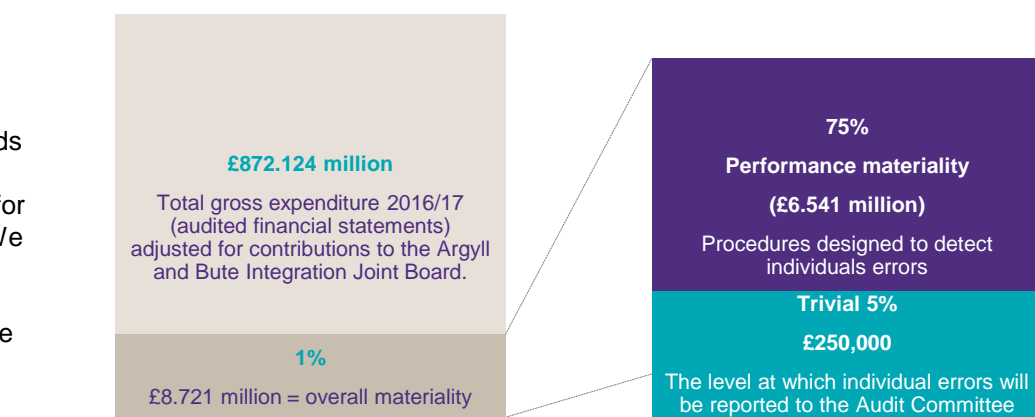 ds
for
We
e
£872.124 million
Total gross expenditure 2016/17
(audited financial statements)
adjusted for contributions to the Argyll
and Bute Integration Joint Board.
1%
£8.721 million = overall materiality
75%
Performance materiality
(£6.541 million)
Procedures designed to detect
individuals errors
Trivial 5%
£250,000
The level at which individual errors will
be reported to the Audit Committee